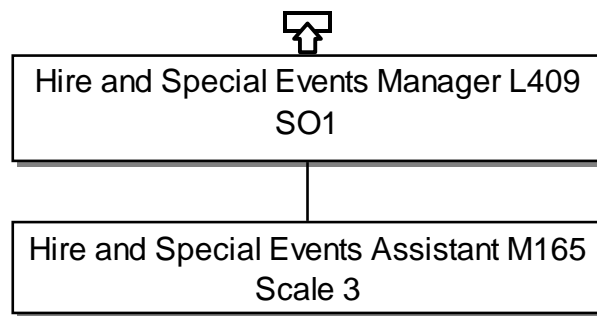 Hire and Special Events Manager L409
SO1
Hire and Special Events Assistant M165
Scale 3